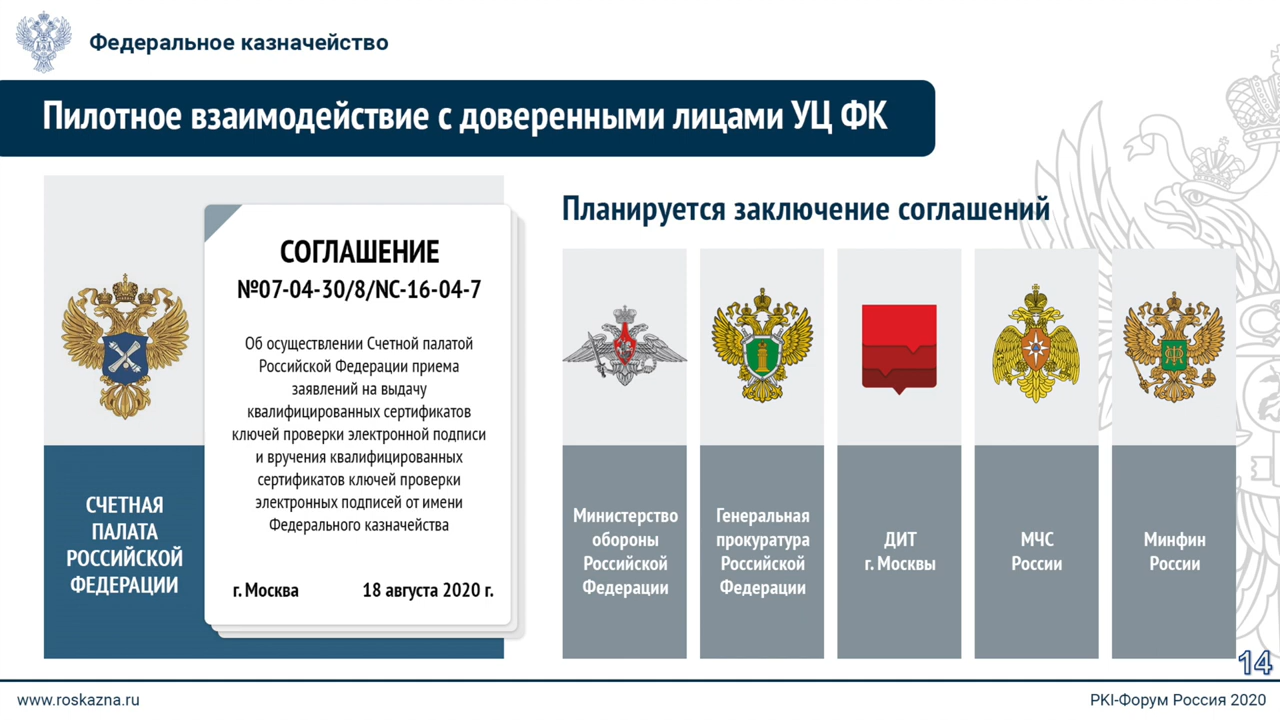 Федеральное казначейство
Пилотное взаимодействие с доверенными лицами УЦ ФК
СОГЛАШЕНИЕ
№07-04-30/8/NC-16-04-7
Об осуществлении Счетной палатой
Российской Федерации приема
заявлений на выдачу
квалифицированных сертификатов
ключей проверки электронной подписи
и вручения квалифицированных
сертификатов ключей проверки
электронных подписей от имени
Федерального казначейства
г. Москва 18 августа 2020 г.
СЧЕТНАЯ
ПАЛАТА
РОССИЙСКОЙ
ФЕДЕРАЦИИ
Планируется заключение соглашений
Министерство
обороны
Российской
Федерации
Генеральная
прокуратура
Российской
Федерации
ДИТ
г. Москвы
МЧС
России
Минфин
России
14
www.roskazna.ru
PKI-Форум Россия 2020